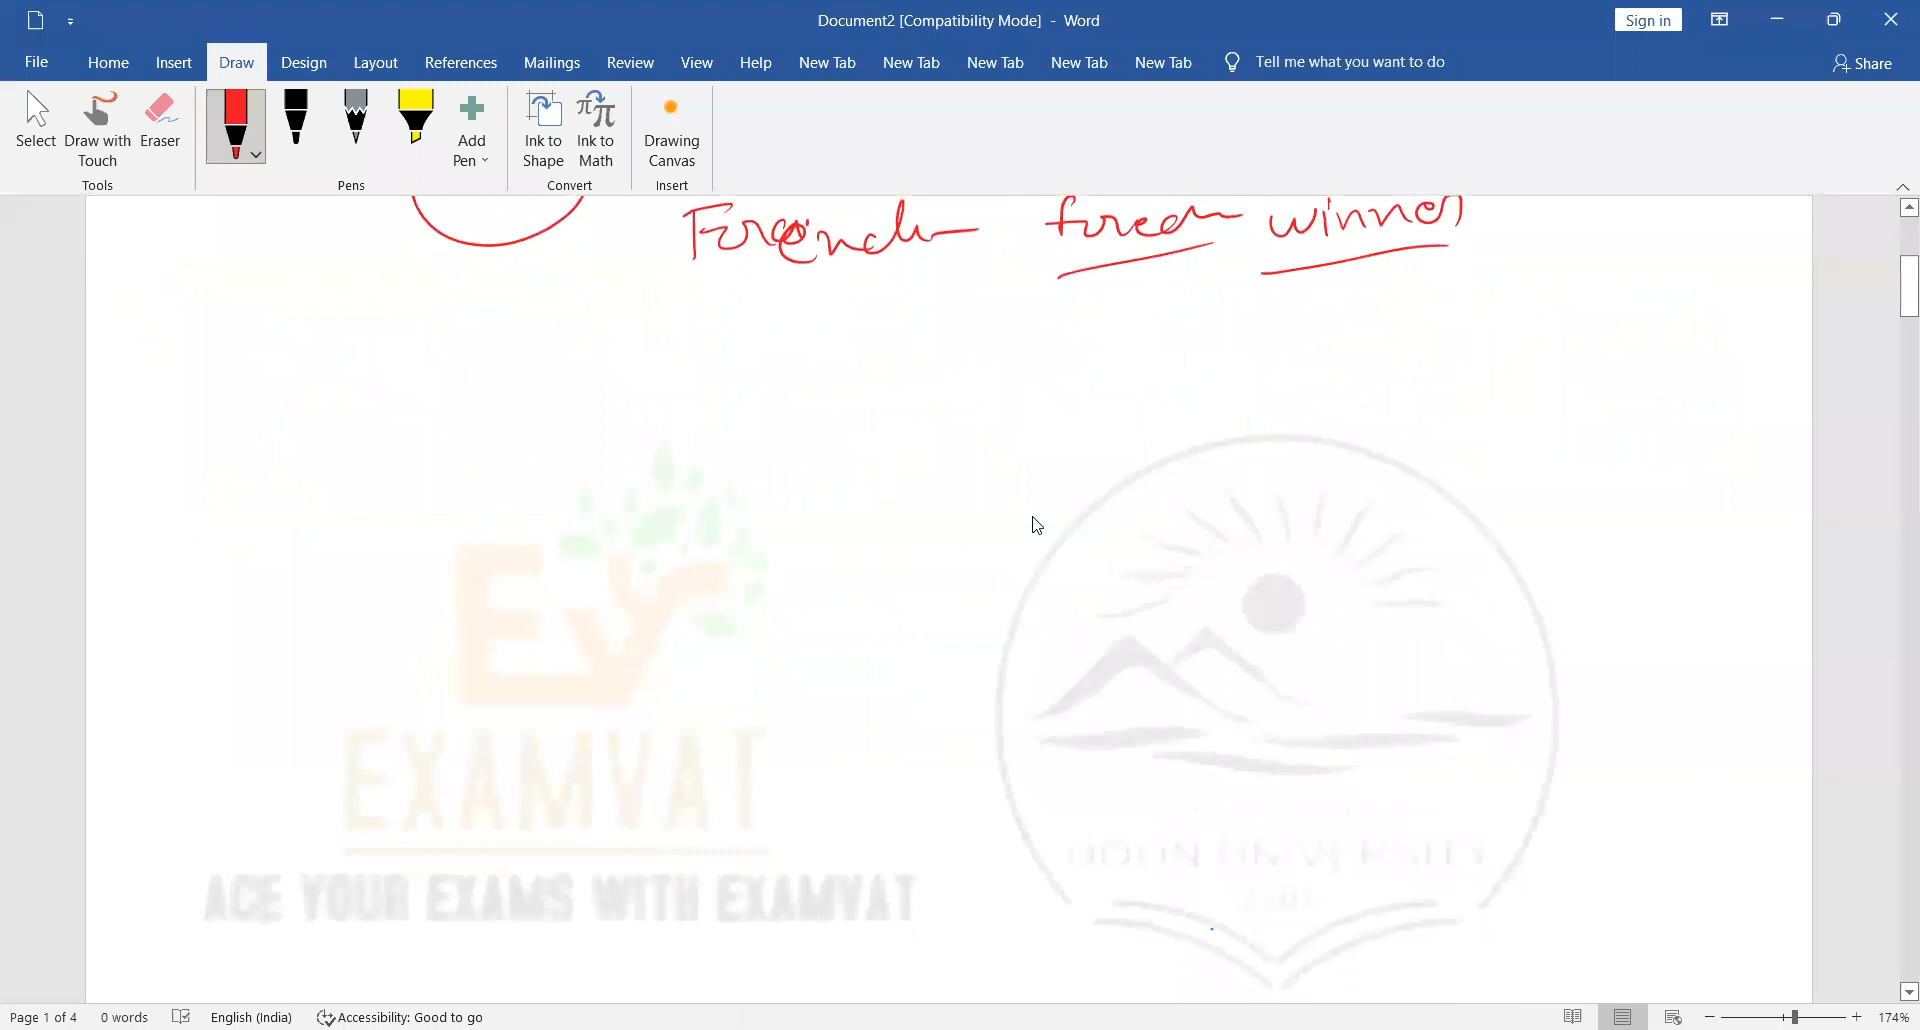 Document2 [Compatibility Mode] - Word
Sign in
File Home Insert Draw Design Layout References Mailings Review View Help New Tab New Tab New Tab New Tab New Tab Tell me what you want to do Share
Select Draw with Touch Eraser Add Pen Ink to Shape Ink to Math Drawing Canvas
Tools Pens Convert Insert
winner
EXAMVAT
ACE YOUR EXAMS WITH EXAMVAT
DOON UNIVERSITY
Page 1 of 4 0 words English (India) Accessibility: Good to go 174%